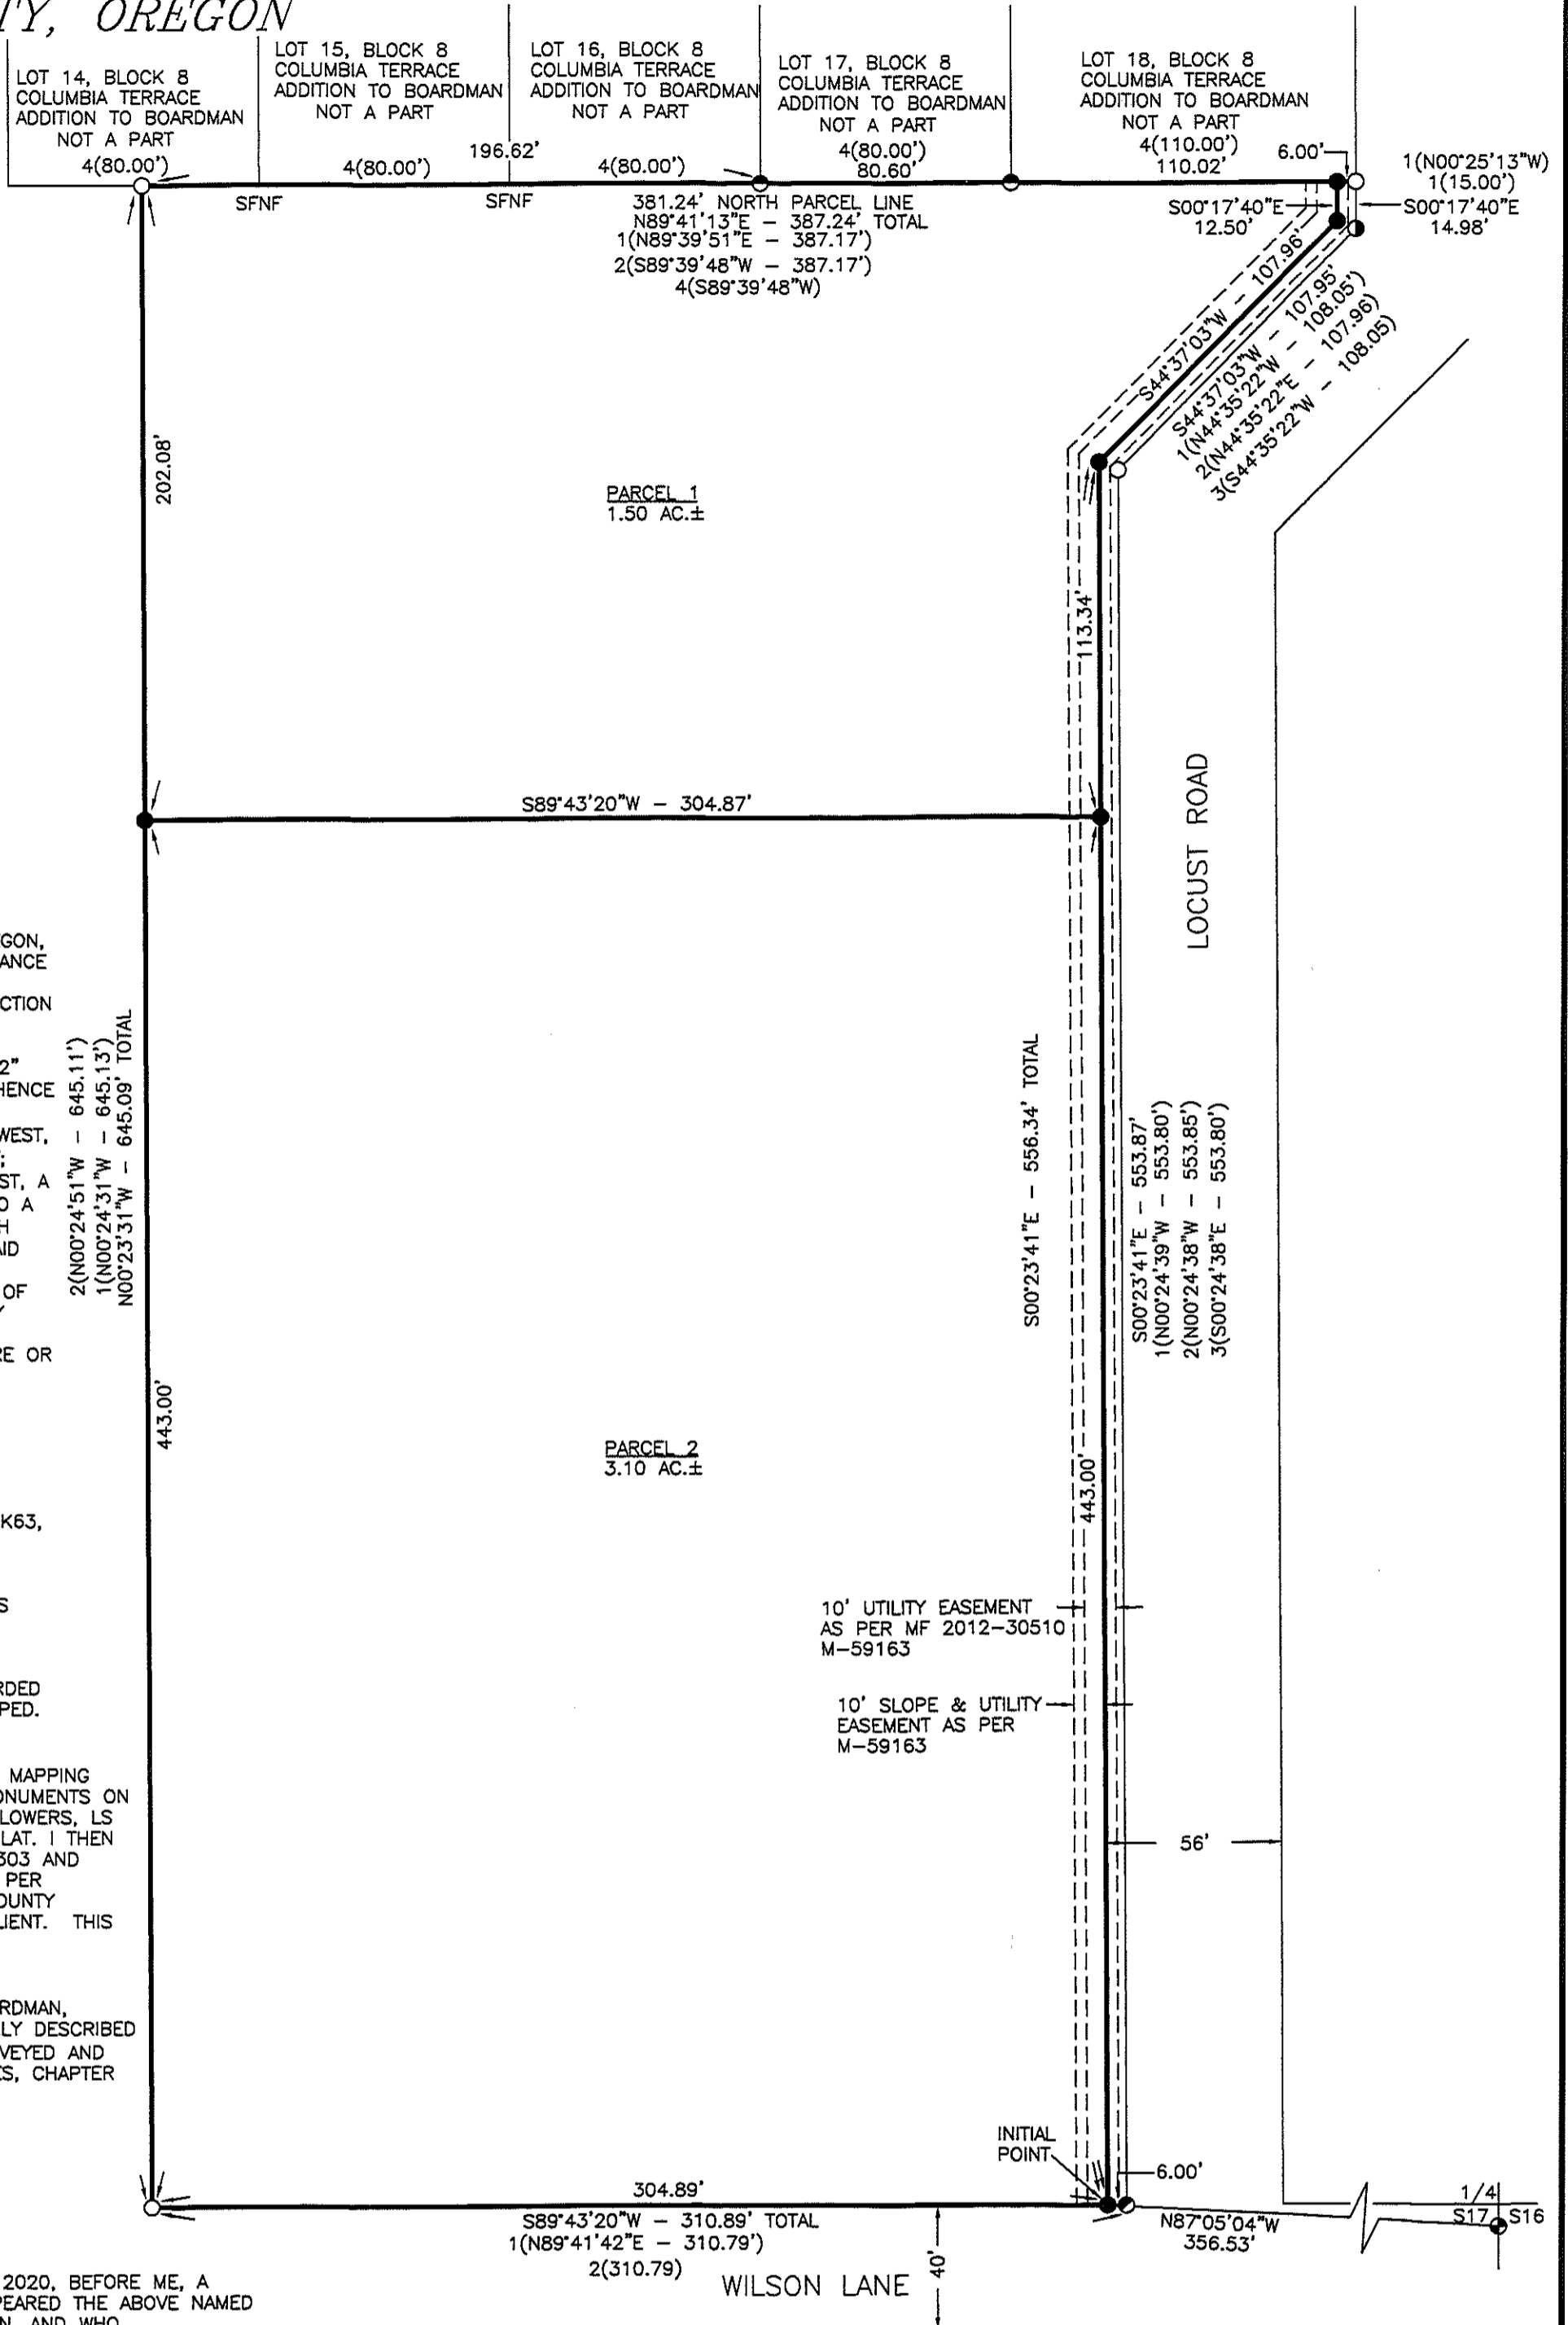 TY, OREGON
LOT 14, BLOCK 8
COLUMBIA TERRACE
ADDITION TO BOARDMAN
NOT A PART
4(80.00')
LOT 15, BLOCK 8
COLUMBIA TERRACE
ADDITION TO BOARDMAN
NOT A PART
4(80.00')
196.62'
LOT 16, BLOCK 8
COLUMBIA TERRACE
ADDITION TO BOARDMAN
NOT A PART
4(80.00')
LOT 17, BLOCK 8
COLUMBIA TERRACE
ADDITION TO BOARDMAN
NOT A PART
4(80.00')
80.60'
LOT 18, BLOCK 8
COLUMBIA TERRACE
ADDITION TO BOARDMAN
NOT A PART
4(110.00')
110.02'
6.00'
1(N00°25'13"W)
1(15.00')
S00°17'40"E
14.98'
S00°17'40"E
12.50'
SFNF
SFNF
381.24' NORTH PARCEL LINE
N89°41'13"E - 387.24' TOTAL
1(N89°39'51"E - 387.17')
2(S89°39'48"W - 387.17')
4(S89°39'48"W)
S44°37'03"W - 107.96'
S44°37'03"W - 107.95'
1(N44°35'22"W - 108.05')
2(N44°35'22"E - 107.96)
3(S44°35'22"W - 108.05)
202.08'
PARCEL 1
1.50 AC.±
113.34'
S89°43'20"W - 304.87'
LOCUST ROAD
EGON,
ANCE
CTION
2"
HENCE
WEST,
ST, A
O A
AID
OF
RE OR
2(N00°24'51"W - 645.11')
1(N00°24'31"W - 645.13')
N00°23'31"W - 645.09' TOTAL
S00°23'41"E - 556.34' TOTAL
S00°23'41"E - 553.87'
1(N00°24'39"W - 553.80')
2(N00°24'38"W - 553.85')
3(S00°24'38"E - 553.80')
443.00'
PARCEL 2
3.10 AC.±
443.00'
K63,
S
10' UTILITY EASEMENT
AS PER MF 2012-30510
M-59163
10' SLOPE & UTILITY
EASEMENT AS PER
M-59163
RDED
PED.
MAPPING
ONUMENTS ON
LOWERS, LS
LAT. I THEN
303 AND
PER
OUNTY
LIENT. THIS
56'
RDMAN,
LY DESCRIBED
VEYED AND
ES, CHAPTER
INITIAL
POINT
6.00'
304.89'
S89°43'20"W - 310.89' TOTAL
1(N89°41'42"E - 310.79')
2(310.79)
N87°05'04"W
356.53'
1/4
S17
S16
WILSON LANE
40'
2020, BEFORE ME, A
PEARED THE ABOVE NAMED
N, AND WHO